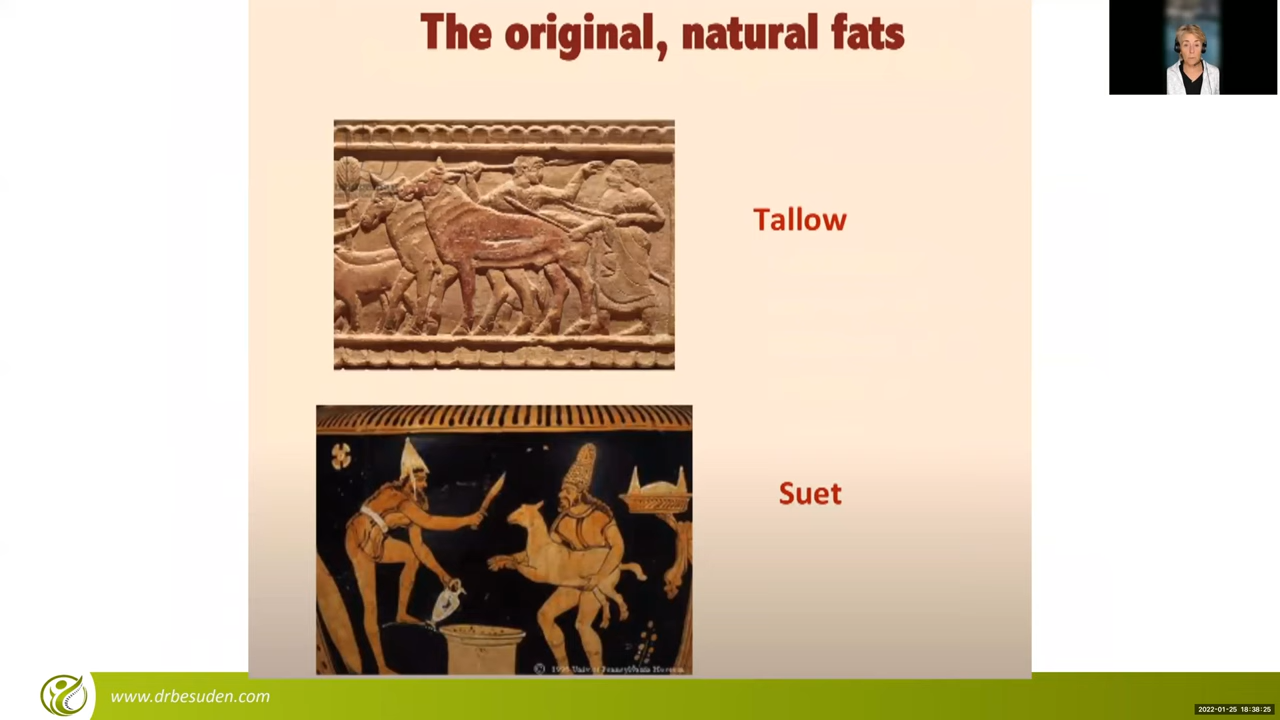 The original, natural fats
Tallow
Suet
www.drbesuden.com
2022-01-25 18:38:25